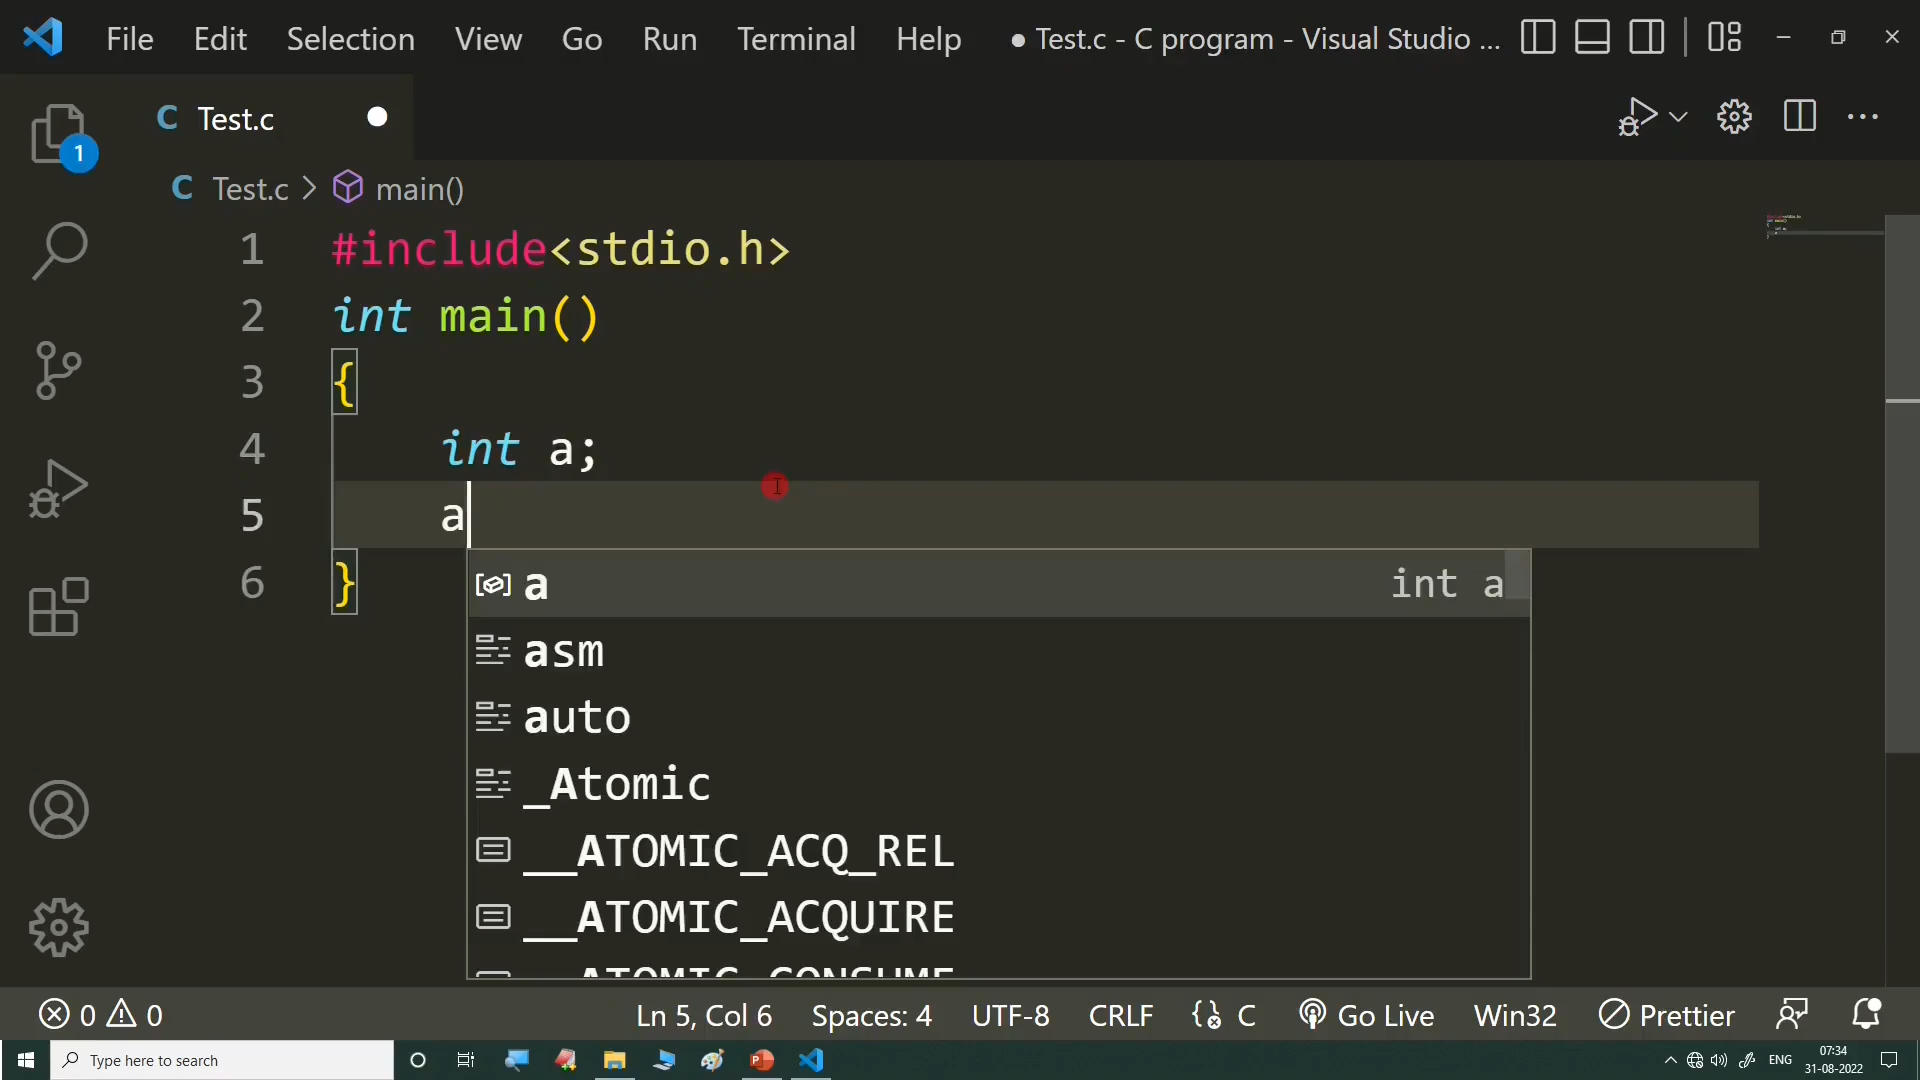 File Edit Selection View Go Run Terminal Help ● Test.c - C program - Visual Studio ...
C Test.c
1
C Test.c > main()
1 #include<stdio.h>
2 int main()
3 {
4 int a;
5 a
6 }
a int a
asm
auto
_Atomic
__ATOMIC_ACQ_REL
__ATOMIC_ACQUIRE
__ATOMIC_CONSUME
0 0 Ln 5, Col 6 Spaces: 4 UTF-8 CRLF {} C Go Live Win32 Prettier
Type here to search ENG 07:34
31-08-2022